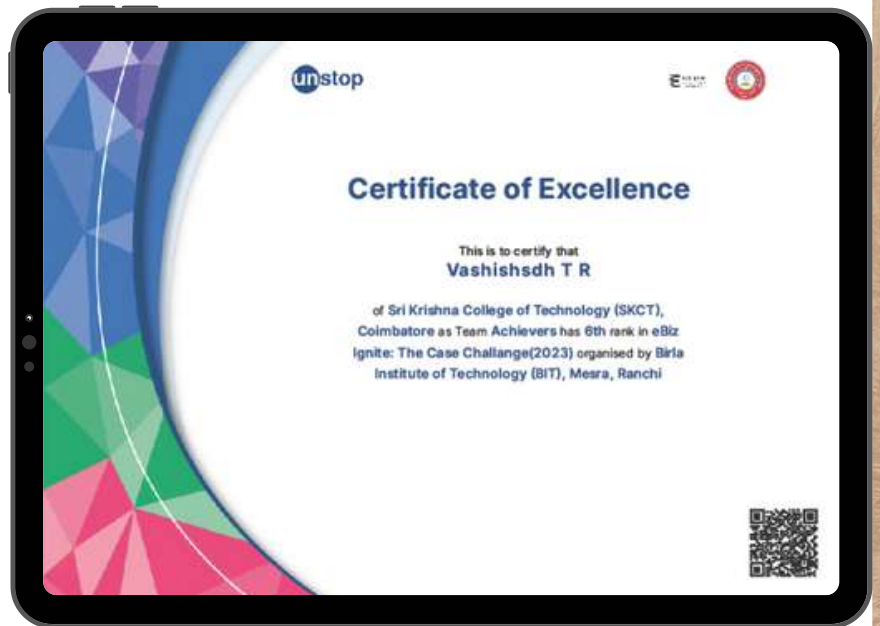 unstop
Certificate of Excellence
This is to certify that
Vashishsdh T R
of Sri Krishna College of Technology (SKCT),
Coimbatore as Team Achievers has 6th rank in eBiz
Ignite: The Case Challange(2023) organised by Birla
Institute of Technology (BIT), Mesra, Ranchi